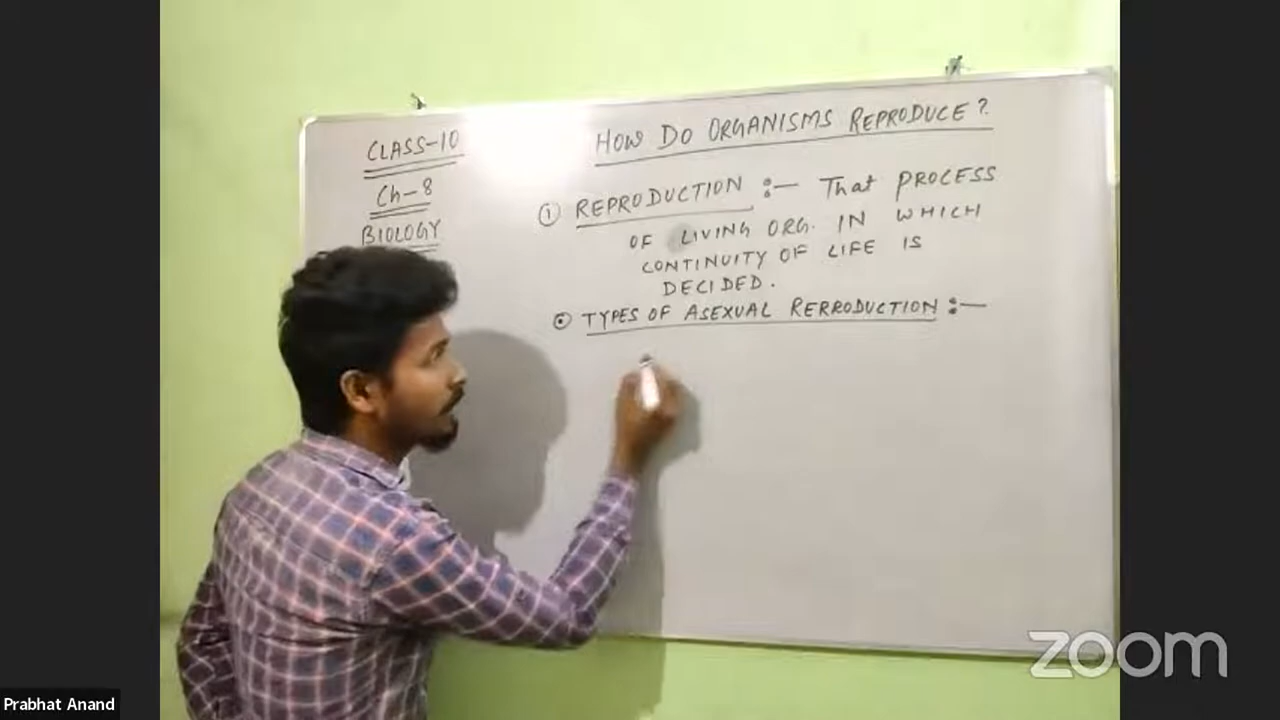 CLASS-10
Ch-8
BIOLOGY
HOW DO ORGANISMS REPRODUCE?
① REPRODUCTION :— That PROCESS
OF LIVING ORG. IN WHICH
CONTINUITY OF LIFE IS
DECIDED.
⊙ TYPES OF ASEXUAL RERRODUCTION :—
zoom
Prabhat Anand